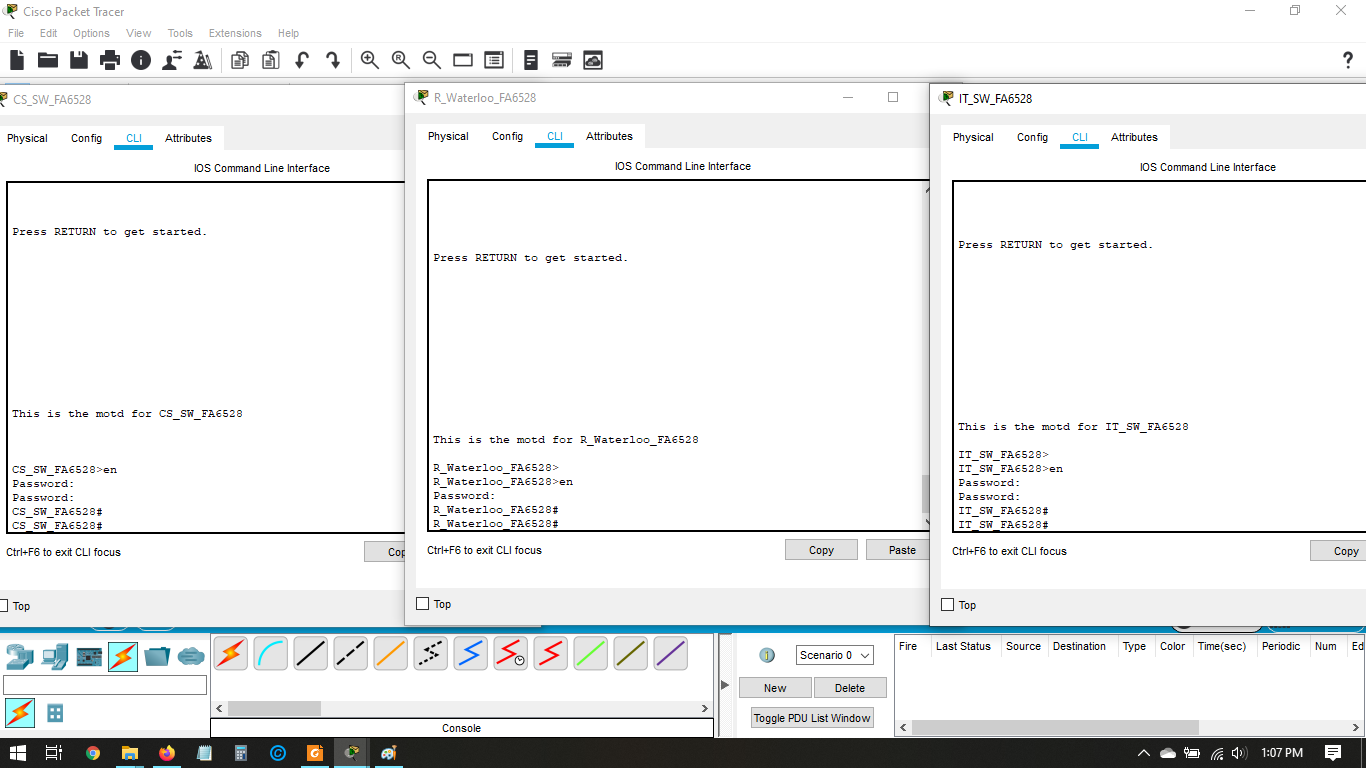 Cisco Packet Tracer
File Edit Options View Tools Extensions Help
CS_SW_FA6528
Physical Config CLI Attributes
IOS Command Line Interface
Press RETURN to get started.
This is the motd for CS_SW_FA6528
CS_SW_FA6528>en
Password:
Password:
CS_SW_FA6528#
CS_SW_FA6528#
Ctrl+F6 to exit CLI focus
Cop
Top
R_Waterloo_FA6528
Physical Config CLI Attributes
IOS Command Line Interface
Press RETURN to get started.
This is the motd for R_Waterloo_FA6528
R_Waterloo_FA6528>
R_Waterloo_FA6528>en
Password:
R_Waterloo_FA6528#
R_Waterloo_FA6528#
Ctrl+F6 to exit CLI focus
Copy Paste
Top
IT_SW_FA6528
Physical Config CLI Attributes
IOS Command Line Interface
Press RETURN to get started.
This is the motd for IT_SW_FA6528
IT_SW_FA6528>
IT_SW_FA6528>en
Password:
Password:
IT_SW_FA6528#
IT_SW_FA6528#
Ctrl+F6 to exit CLI focus
Copy
Top
Console
Scenario 0
New Delete
Toggle PDU List Window
Fire Last Status Source Destination Type Color Time(sec) Periodic Num Ed
1:07 PM